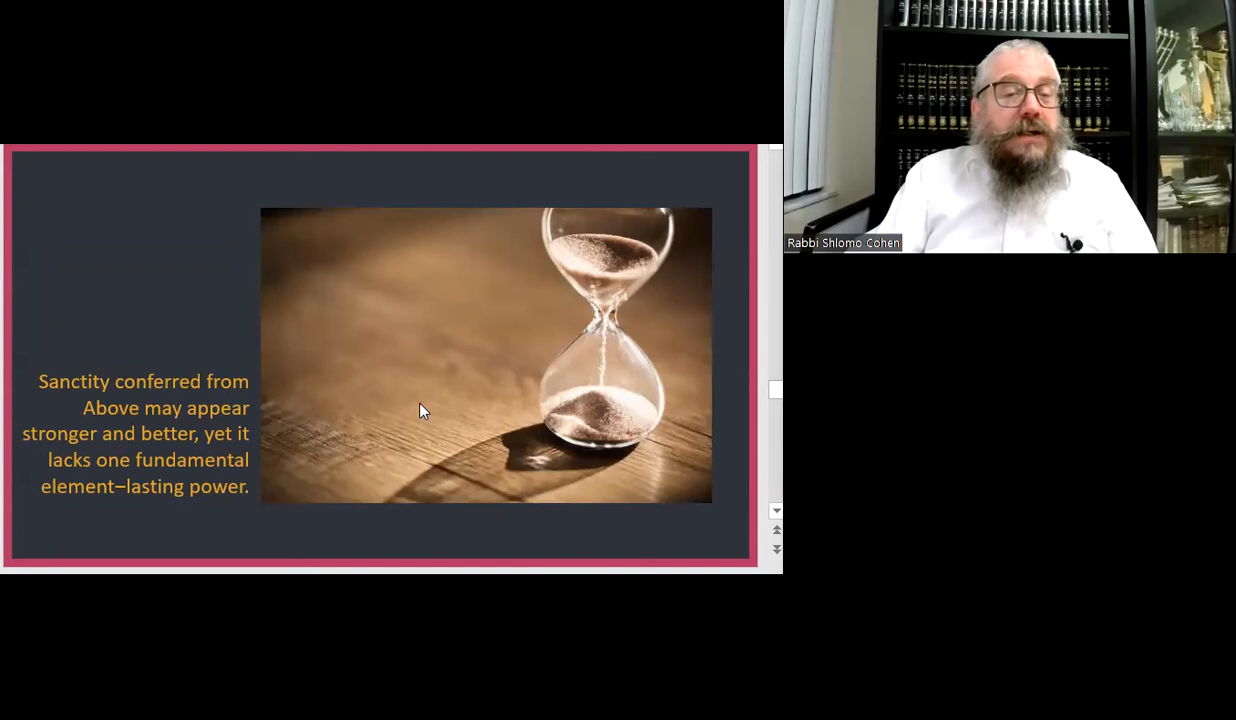 Sanctity conferred from
Above may appear
stronger and better, yet it
lacks one fundamental
element–lasting power.
Rabbi Shlomo Cohen